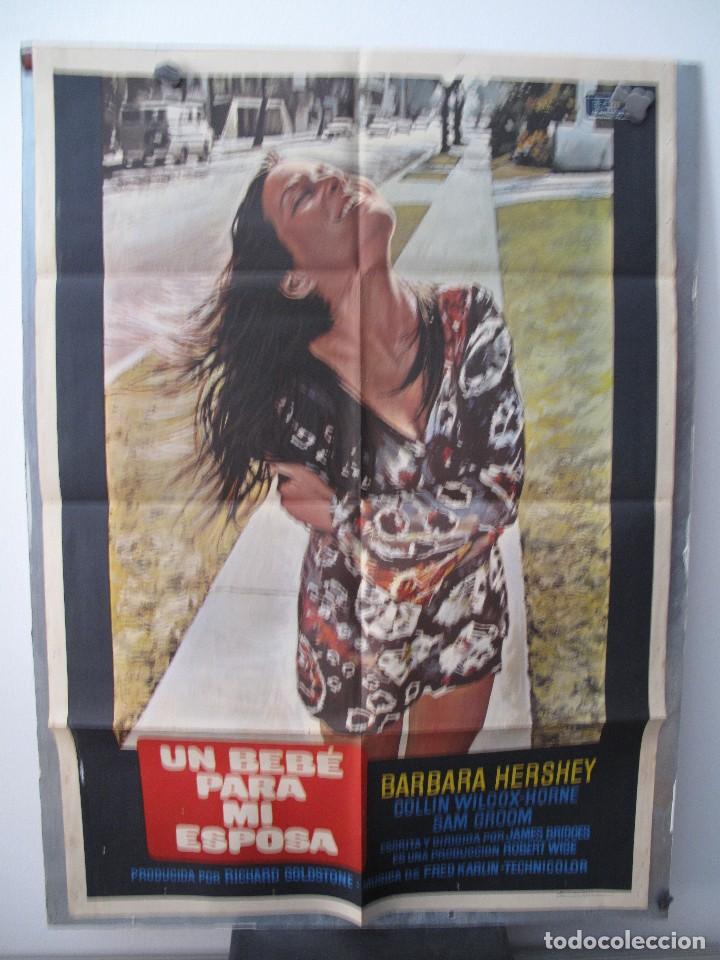 UN BEBÉ
PARA
MI
ESPOSA
BARBARA HERSHEY
COLLIN WILCOX-HORNE
SAM GROOM
ESCRITA Y DIRIGIDA POR JAMES BRIDGES
ES UNA PRODUCCION ROBERT WISE
PRODUCIDA POR RICHARD GOLDSTONE · MUSICA DE FRED KARLIN-TECHNICOLOR
todocoleccion.net